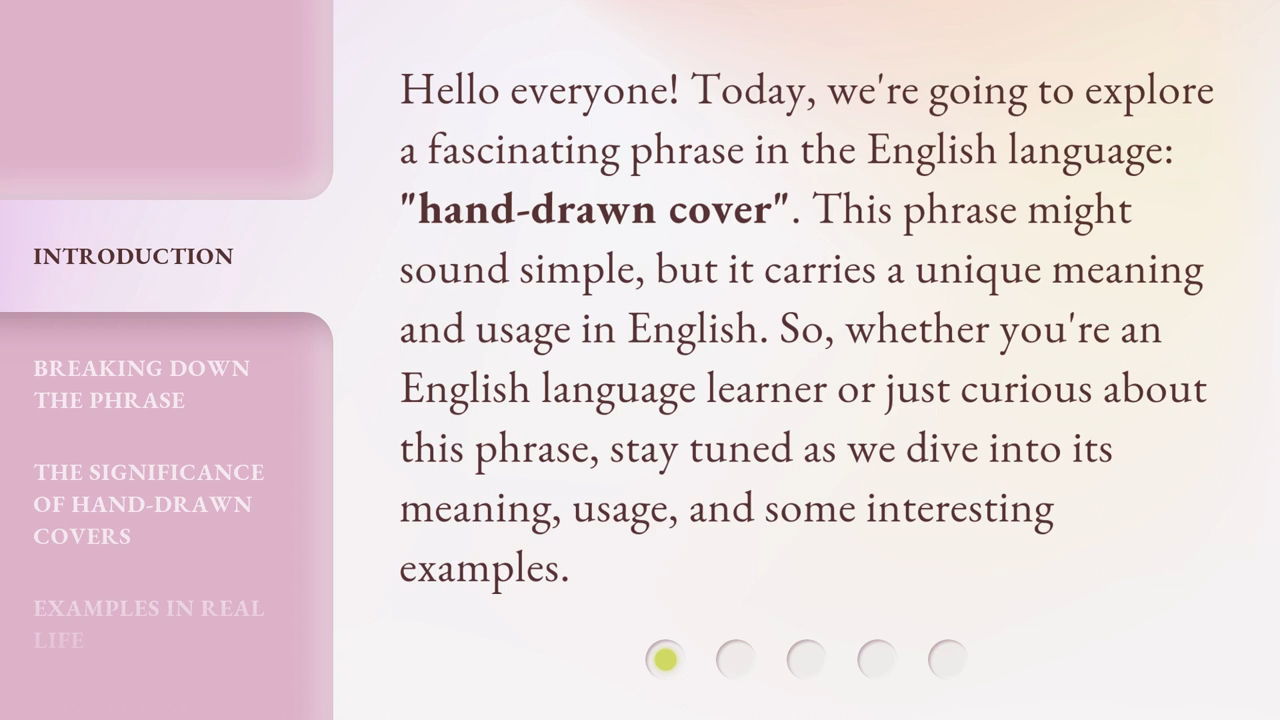 INTRODUCTION
BREAKING DOWN
THE PHRASE
THE SIGNIFICANCE
OF HAND-DRAWN
COVERS
EXAMPLES IN REAL
LIFE
Hello everyone! Today, we're going to explore
a fascinating phrase in the English language:
"hand-drawn cover". This phrase might
sound simple, but it carries a unique meaning
and usage in English. So, whether you're an
English language learner or just curious about
this phrase, stay tuned as we dive into its
meaning, usage, and some interesting
examples.